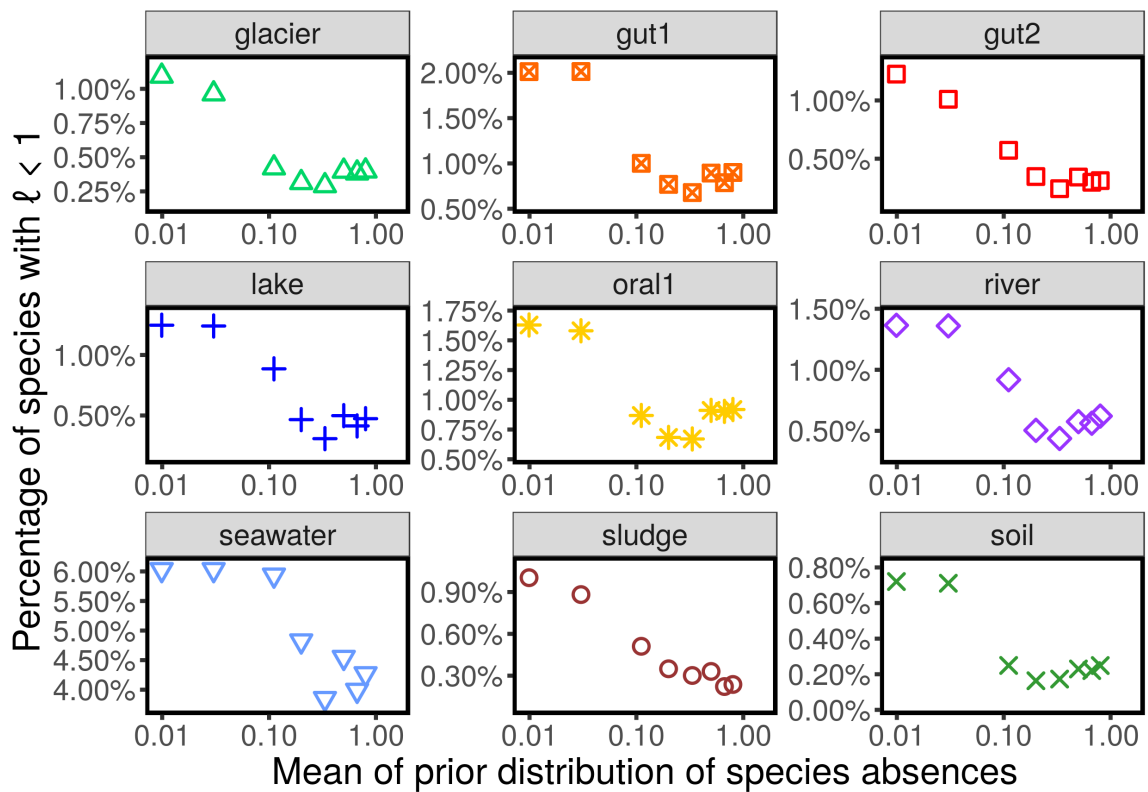 Percentage of species with ℓ < 1
glacier
1.00%
0.75%
0.50%
0.25%
0.01 0.10 1.00
gut1
2.00%
1.50%
1.00%
0.50%
0.01 0.10 1.00
gut2
1.00%
0.50%
0.01 0.10 1.00
lake
1.00%
0.50%
0.01 0.10 1.00
oral1
1.75%
1.50%
1.25%
1.00%
0.75%
0.50%
0.01 0.10 1.00
river
1.50%
1.00%
0.50%
0.01 0.10 1.00
seawater
6.00%
5.50%
5.00%
4.50%
4.00%
0.01 0.10 1.00
sludge
0.90%
0.60%
0.30%
0.01 0.10 1.00
soil
0.80%
0.60%
0.40%
0.20%
0.00%
0.01 0.10 1.00
Mean of prior distribution of species absences